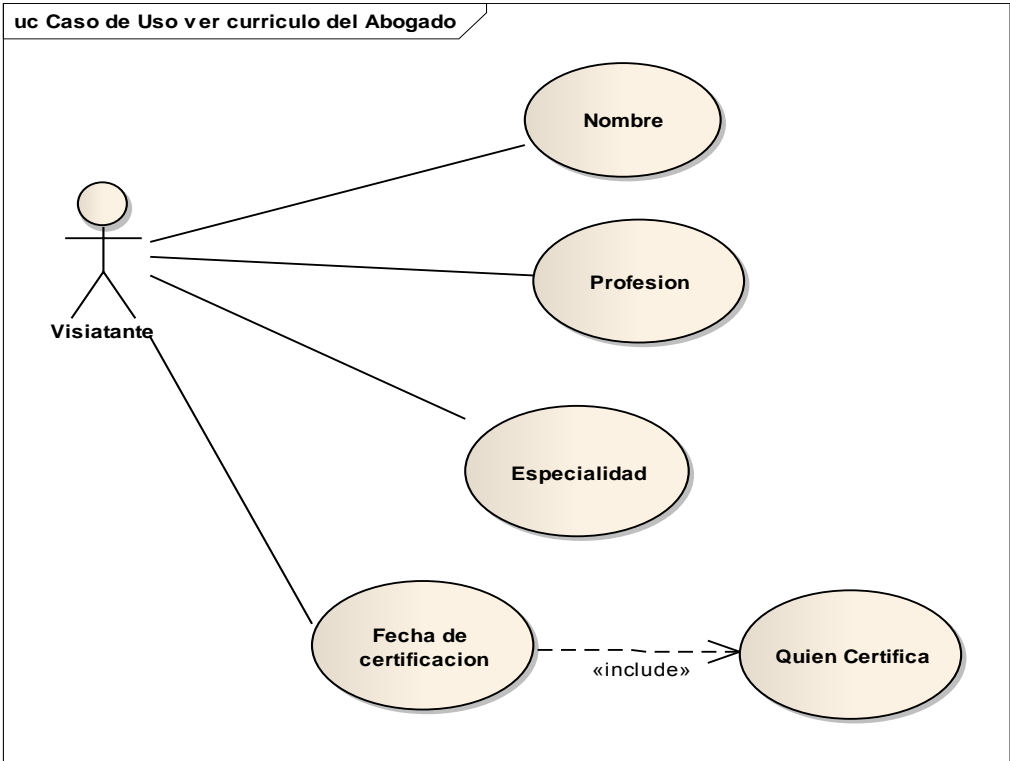 uc Caso de Uso ver curriculo del Abogado
Nombre
Profesion
Visiatante
Especialidad
Fecha de
certificacion
Quien Certifica
«include»